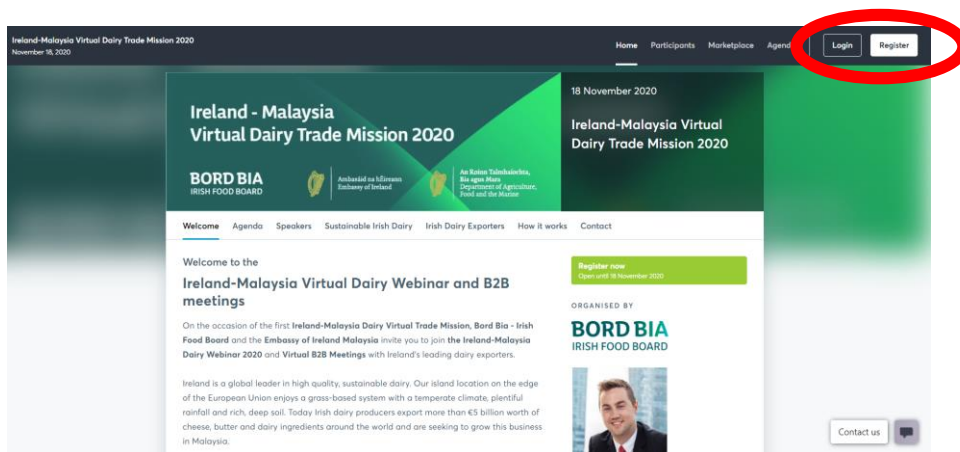 Ireland-Malaysia Virtual Dairy Trade Mission 2020
November 18, 2020
Home Participants Marketplace Agend
Login Register
Ireland - Malaysia
Virtual Dairy Trade Mission 2020
BORD BIA
IRISH FOOD BOARD
Ambasáid na hÉireann
Embassy of Ireland
An Roinn Talmhaíochta,
Bia agus Mara
Department of Agriculture,
Food and the Marine
18 November 2020
Ireland-Malaysia Virtual
Dairy Trade Mission 2020
Welcome Agenda Speakers Sustainable Irish Dairy Irish Dairy Exporters How it works Contact
Welcome to the
Ireland-Malaysia Virtual Dairy Webinar and B2B
meetings
On the occasion of the first Ireland-Malaysia Dairy Virtual Trade Mission, Bord Bia - Irish
Food Board and the Embassy of Ireland Malaysia invite you to join the Ireland-Malaysia
Dairy Webinar 2020 and Virtual B2B Meetings with Ireland's leading dairy exporters.
Ireland is a global leader in high quality, sustainable dairy. Our island location on the edge
of the European Union enjoys a grass-based system with a temperate climate, plentiful
rainfall and rich, deep soil. Today Irish dairy producers export more than €5 billion worth of
cheese, butter and dairy ingredients around the world and are seeking to grow this business
in Malaysia.
Register now
Open until 18 November 2020
ORGANISED BY
BORD BIA
IRISH FOOD BOARD
Contact us